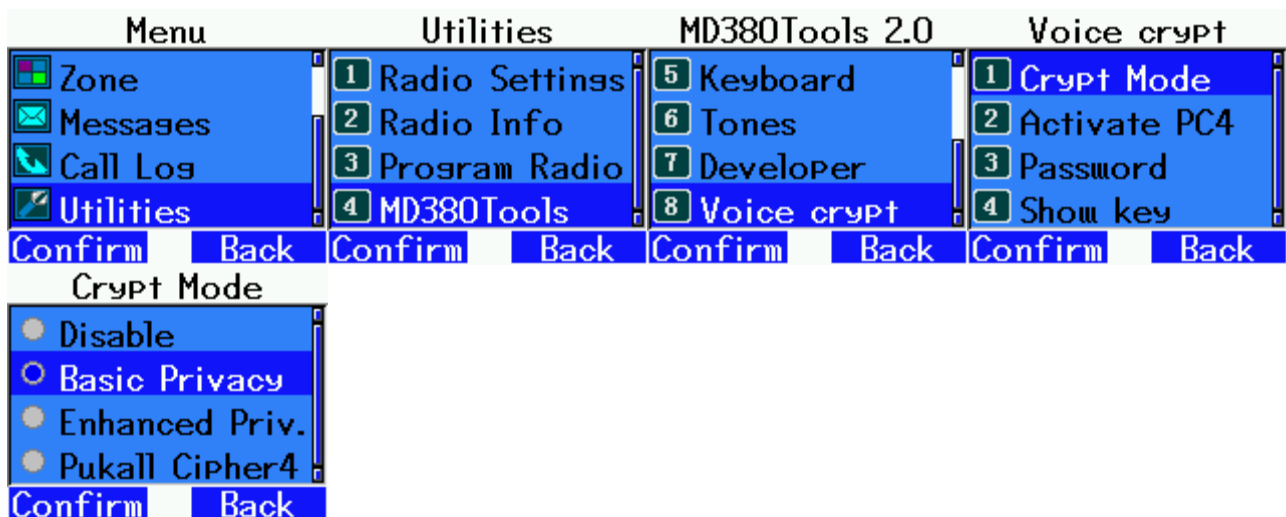 Menu
Zone
Messages
Call Log
Utilities
Confirm Back
Utilities
1 Radio Settings
2 Radio Info
3 Program Radio
4 MD380Tools
Confirm Back
MD380Tools 2.0
5 Keyboard
6 Tones
7 Developer
8 Voice crypt
Confirm Back
Voice crypt
1 Crypt Mode
2 Activate PC4
3 Password
4 Show key
Confirm Back
Crypt Mode
Disable
Basic Privacy
Enhanced Priv.
Pukall Cipher4
Confirm Back